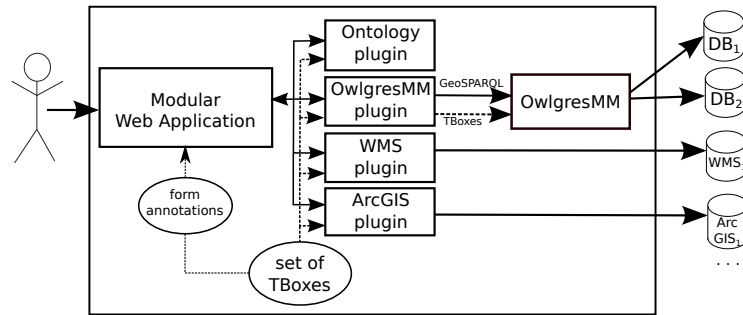 Ontology
plugin
DB₁
GeoSPARQL
Modular
Web Application
OwlgresMM
plugin
OwlgresMM
DB₂
TBoxes
WMS
plugin
WMS₁
form
annotations
ArcGIS
plugin
Arc
GIS₁
set of
TBoxes
. . .